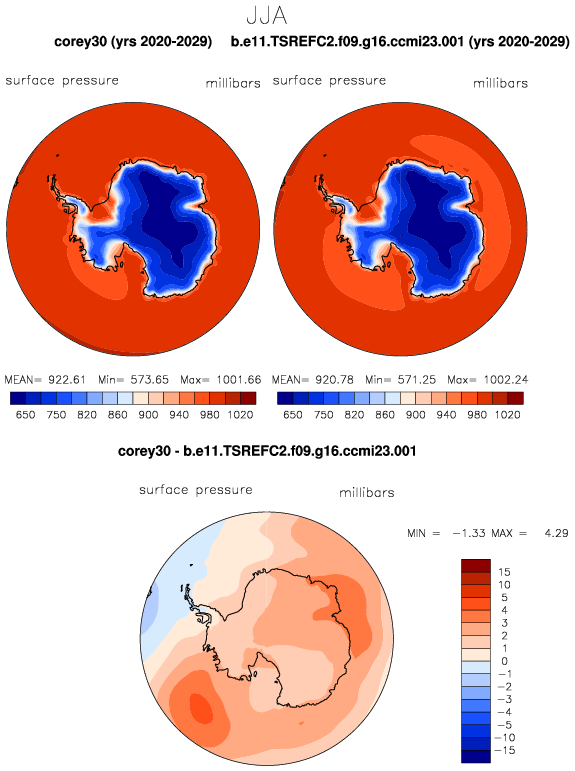 JJA
corey30 (yrs 2020-2029) b.e11.TSREFC2.f09.g16.ccmi23.001 (yrs 2020-2029)
surface pressure millibars surface pressure millibars
MEAN= 922.61 Min= 573.65 Max= 1001.66 MEAN= 920.78 Min= 571.25 Max= 1002.24
650 750 820 860 900 940 980 1020 650 750 820 860 900 940 980 1020
corey30 - b.e11.TSREFC2.f09.g16.ccmi23.001
surface pressure millibars
MIN = -1.33 MAX = 4.29
15
10
5
4
3
2
1
0
-1
-2
-3
-4
-5
-10
-15